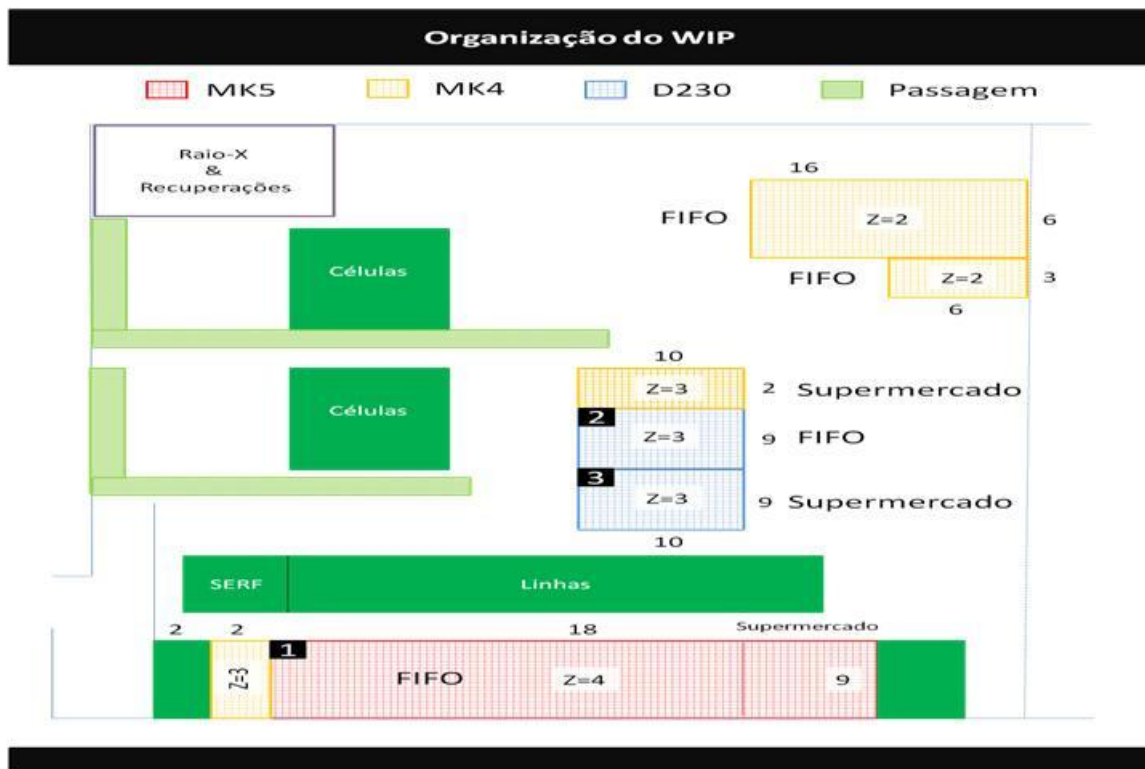 Organização do WIP
MK5 MK4 D230 Passagem
Raio-X
&
Recuperações
16
FIFO Z=2 6
Células
FIFO Z=2 3
6
10
Z=3 2 Supermercado
Células
2 Z=3 9 FIFO
3 Z=3 9 Supermercado
10
SERF Linhas
2 2 18 Supermercado
1
Z=3 FIFO Z=4 9